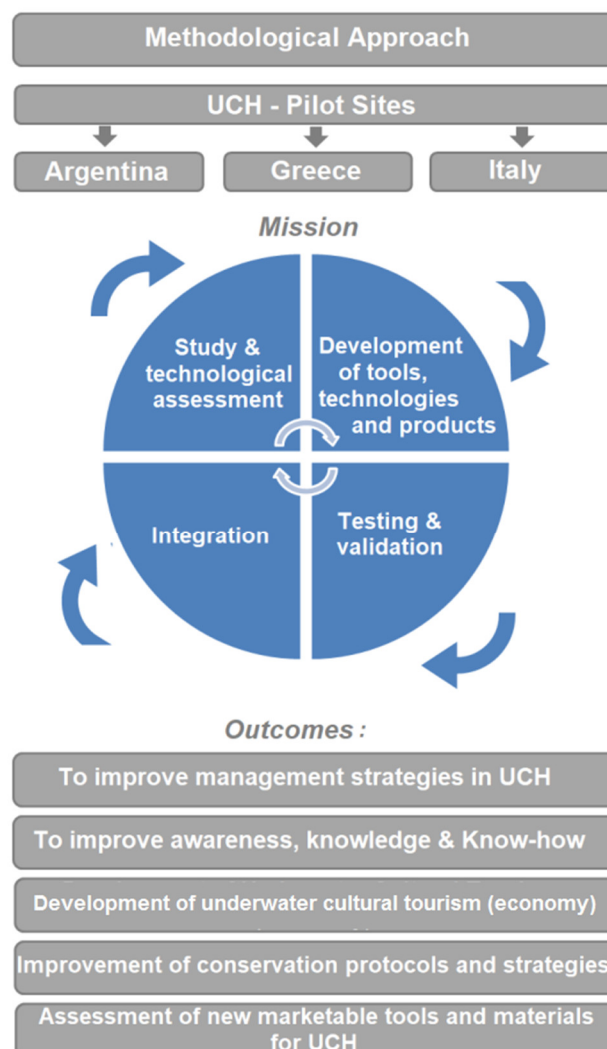 Methodological Approach
UCH - Pilot Sites
Argentina
Greece
Italy
Mission
Study &
technological
assessment
Development
of tools,
technologies
and products
Integration
Testing &
validation
Outcomes :
To improve management strategies in UCH
To improve awareness, knowledge & Know-how
Development of underwater cultural tourism (economy)
Improvement of conservation protocols and strategies
Assessment of new marketable tools and materials
for UCH